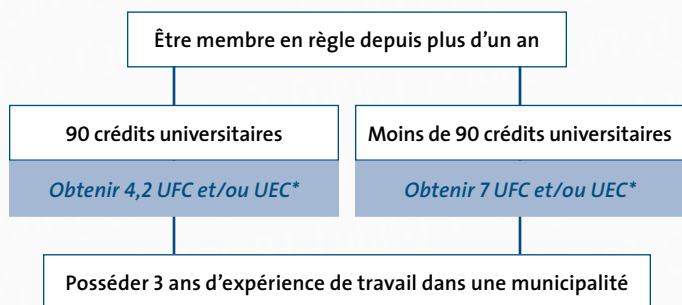 Être membre en règle depuis plus d’un an
90 crédits universitaires
Obtenir 4,2 UFC et/ou UEC*
Moins de 90 crédits universitaires
Obtenir 7 UFC et/ou UEC*
Posséder 3 ans d’expérience de travail dans une municipalité